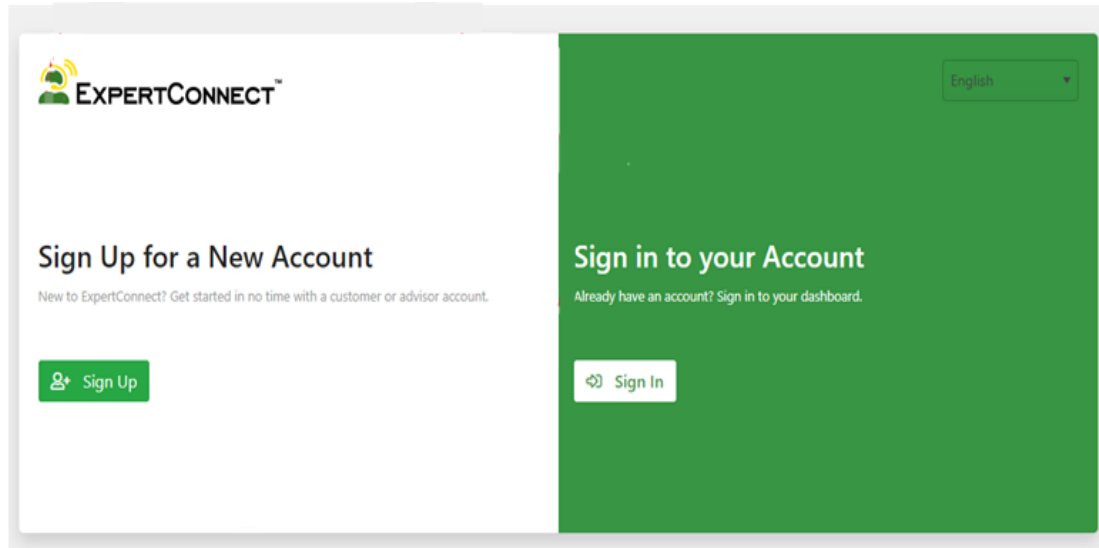 EXPERTCONNECT™
English
Sign Up for a New Account
New to ExpertConnect? Get started in no time with a customer or advisor account.
Sign Up
Sign in to your Account
Already have an account? Sign in to your dashboard.
Sign In